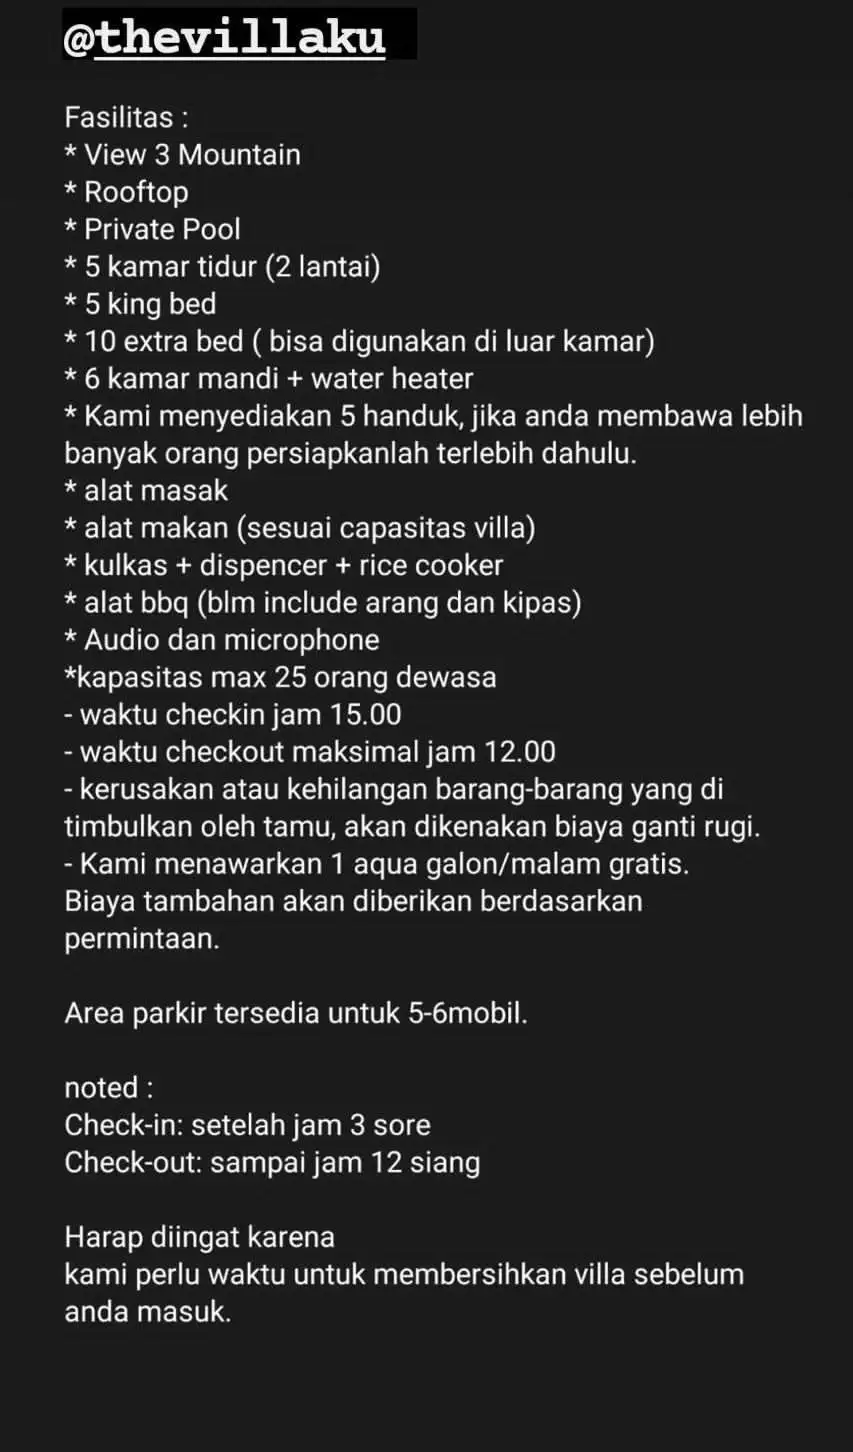 @thevillaku
Fasilitas :
* View 3 Mountain
* Rooftop
* Private Pool
* 5 kamar tidur (2 lantai)
* 5 king bed
* 10 extra bed ( bisa digunakan di luar kamar)
* 6 kamar mandi + water heater
* Kami menyediakan 5 handuk, jika anda membawa lebih
banyak orang persiapkanlah terlebih dahulu.
* alat masak
* alat makan (sesuai capasitas villa)
* kulkas + dispencer + rice cooker
* alat bbq (blm include arang dan kipas)
* Audio dan microphone
*kapasitas max 25 orang dewasa
- waktu checkin jam 15.00
- waktu checkout maksimal jam 12.00
- kerusakan atau kehilangan barang-barang yang di
timbulkan oleh tamu, akan dikenakan biaya ganti rugi.
- Kami menawarkan 1 aqua galon/malam gratis.
Biaya tambahan akan diberikan berdasarkan
permintaan.
Area parkir tersedia untuk 5-6mobil.
noted :
Check-in: setelah jam 3 sore
Check-out: sampai jam 12 siang
Harap diingat karena
kami perlu waktu untuk membersihkan villa sebelum
anda masuk.